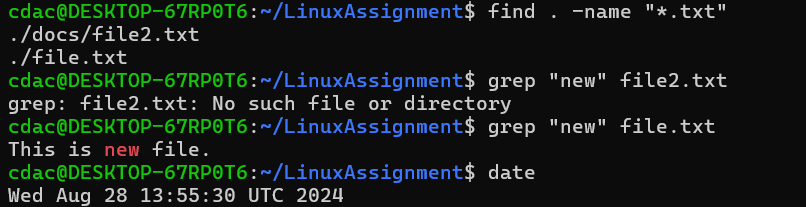 cdac@DESKTOP-67RP0T6:~/LinuxAssignment$ find . -name "*.txt"
./docs/file2.txt
./file.txt
cdac@DESKTOP-67RP0T6:~/LinuxAssignment$ grep "new" file2.txt
grep: file2.txt: No such file or directory
cdac@DESKTOP-67RP0T6:~/LinuxAssignment$ grep "new" file.txt
This is new file.
cdac@DESKTOP-67RP0T6:~/LinuxAssignment$ date
Wed Aug 28 13:55:30 UTC 2024